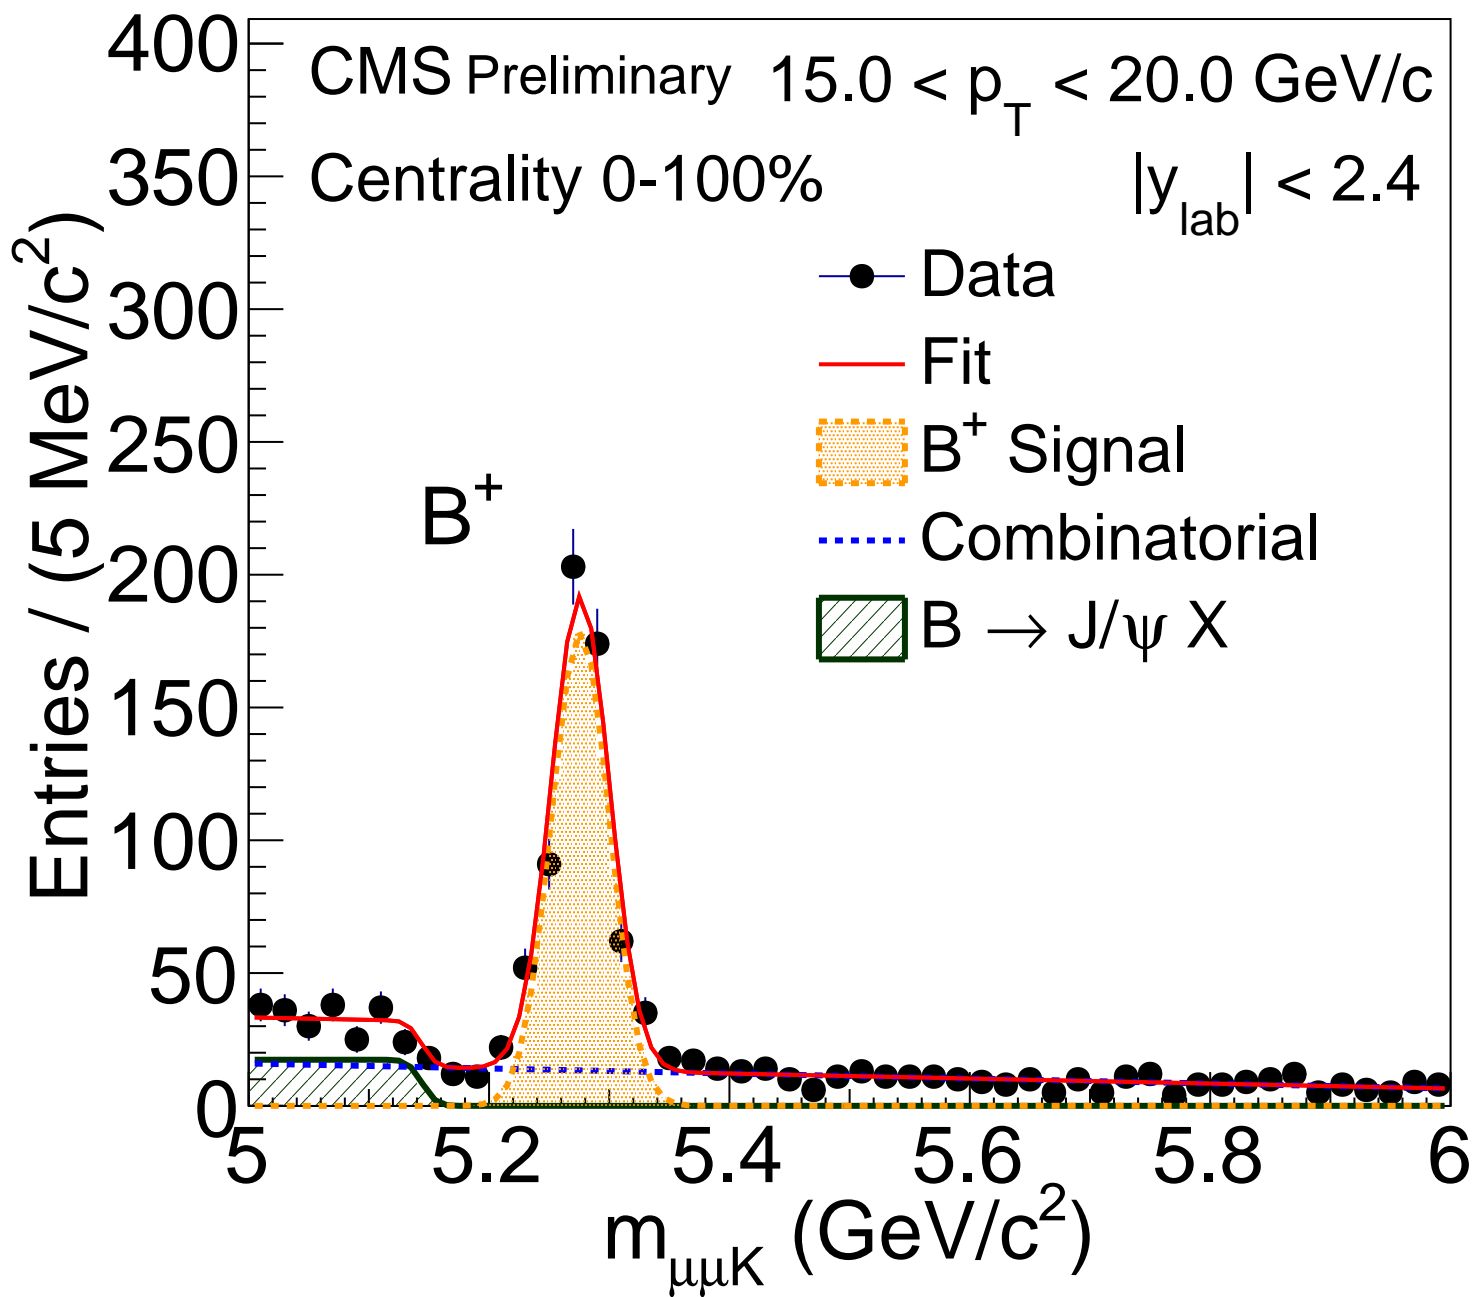 CMS Preliminary 15.0 < p_T < 20.0 GeV/c
Centrality 0-100% |y_lab| < 2.4
Data
Fit
B⁺ Signal
Combinatorial
B → J/ψ X
B⁺
Entries / (5 MeV/c²)
400
350
300
250
200
150
100
50
0
5 5.2 5.4 5.6 5.8 6
m_μμK (GeV/c²)